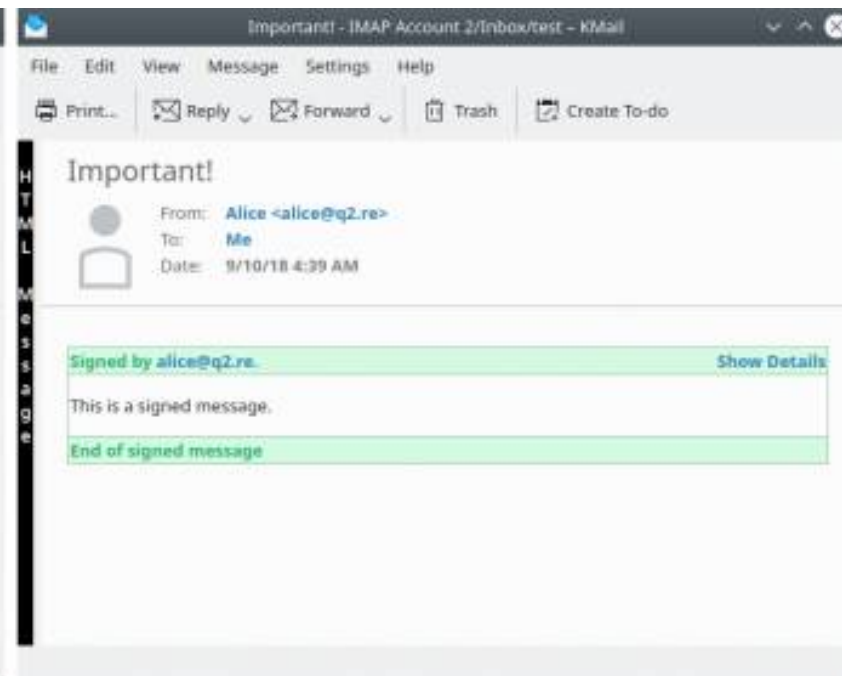 Important! - IMAP Account 2/Inbox/test – KMail
File Edit View Message Settings Help
Print... Reply Forward Trash Create To-do
HTML Message
Important!
From: Alice <alice@q2.re>
To: Me
Date: 9/10/18 4:39 AM
Signed by alice@q2.re. Show Details
This is a signed message.
End of signed message